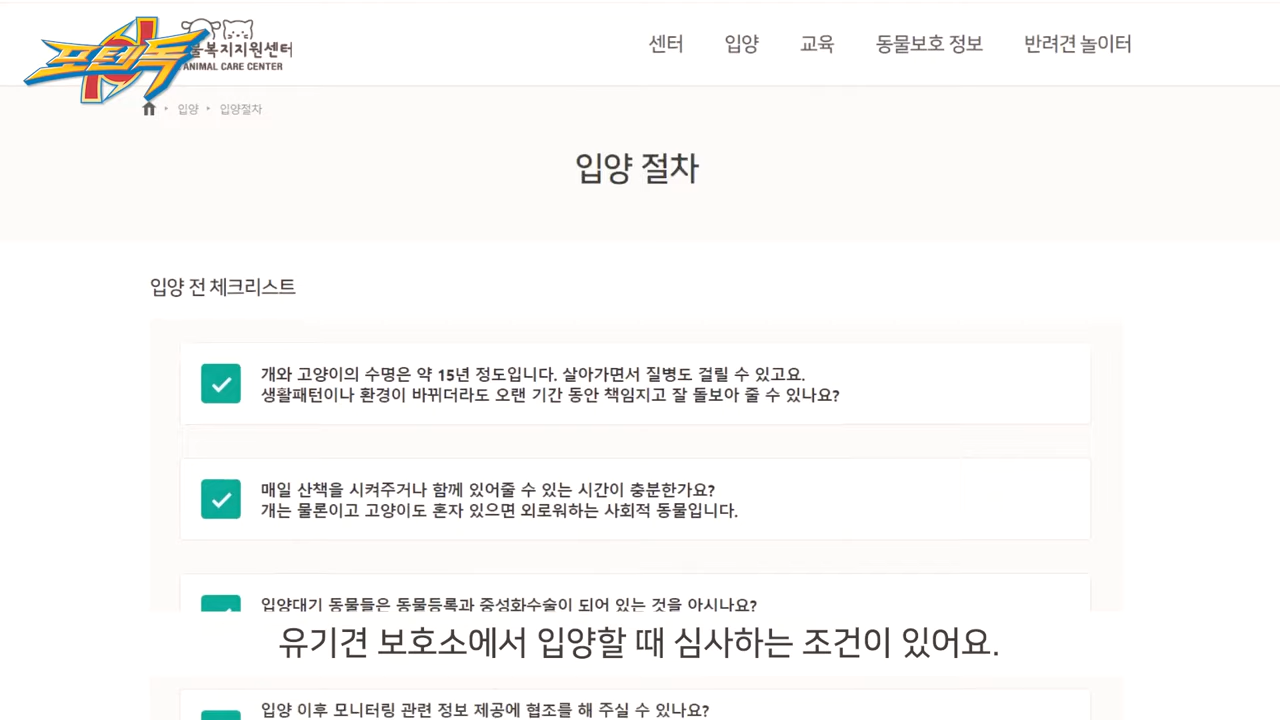 포텐독
물복지지원센터
ANIMAL CARE CENTER
센터 입양 교육 동물보호 정보 반려견 놀이터
입양 입양절차
입양 절차
입양 전 체크리스트
개와 고양이의 수명은 약 15년 정도입니다. 살아가면서 질병도 걸릴 수 있고요.
생활패턴이나 환경이 바뀌더라도 오랜 기간 동안 책임지고 잘 돌보아 줄 수 있나요?
매일 산책을 시켜주거나 함께 있어줄 수 있는 시간이 충분한가요?
개는 물론이고 고양이도 혼자 있으면 외로워하는 사회적 동물입니다.
입양대기 동물들은 동물등록과 중성화수술이 되어 있는 것을 아시나요?
유기견 보호소에서 입양할 때 심사하는 조건이 있어요.
입양 이후 모니터링 관련 정보 제공에 협조를 해 주실 수 있나요?